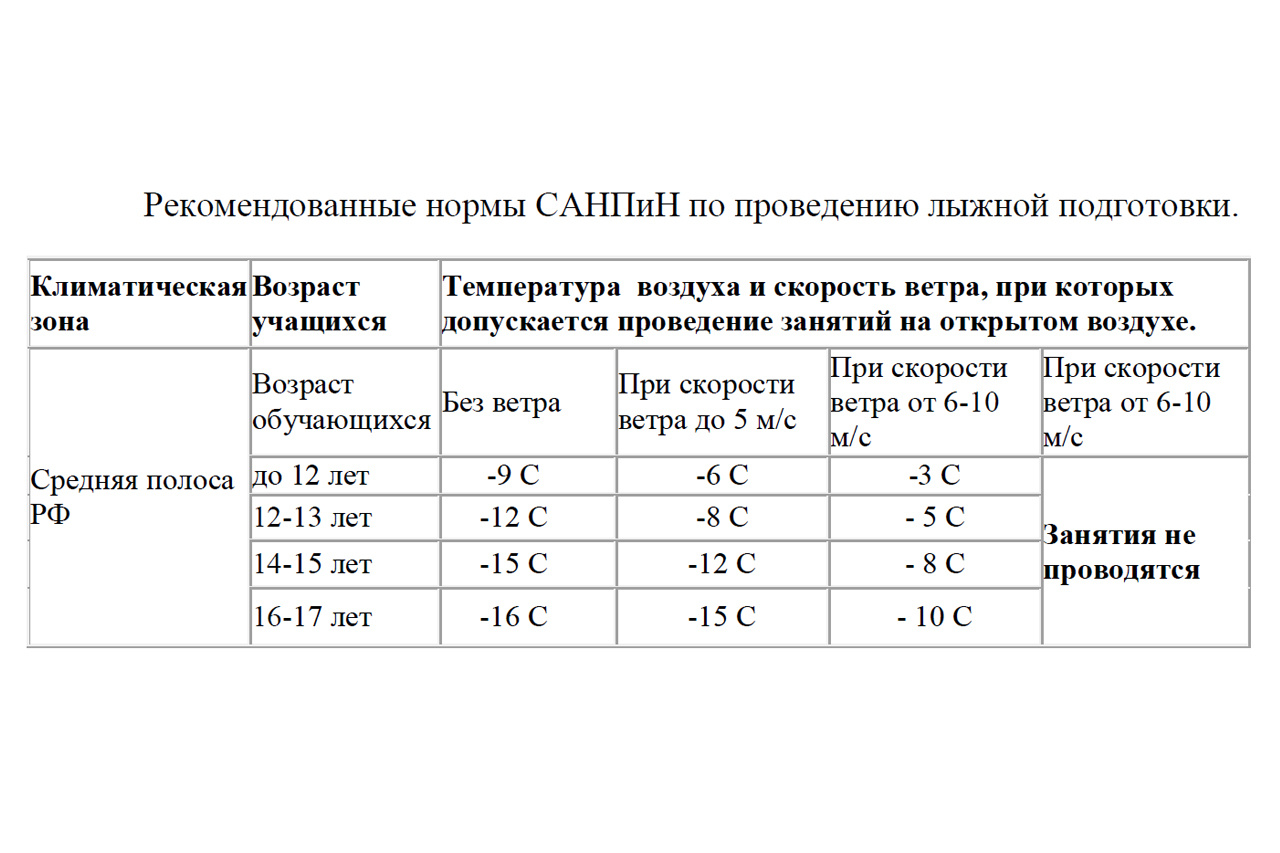 Рекомендованные нормы САНПиН по проведению лыжной подготовки.
Климатическая зона
Возраст учащихся
Температура воздуха и скорость ветра, при которых
допускается проведение занятий на открытом воздухе.
Средняя полоса
РФ
Возраст
обучающихся
Без ветра
При скорости
ветра до 5 м/с
При скорости
ветра от 6-10
м/с
При скорости
ветра от 6-10
м/с
до 12 лет -9 С -6 С -3 С
12-13 лет -12 С -8 С - 5 С
14-15 лет -15 С -12 С - 8 С
16-17 лет -16 С -15 С - 10 С
Занятия не
проводятся